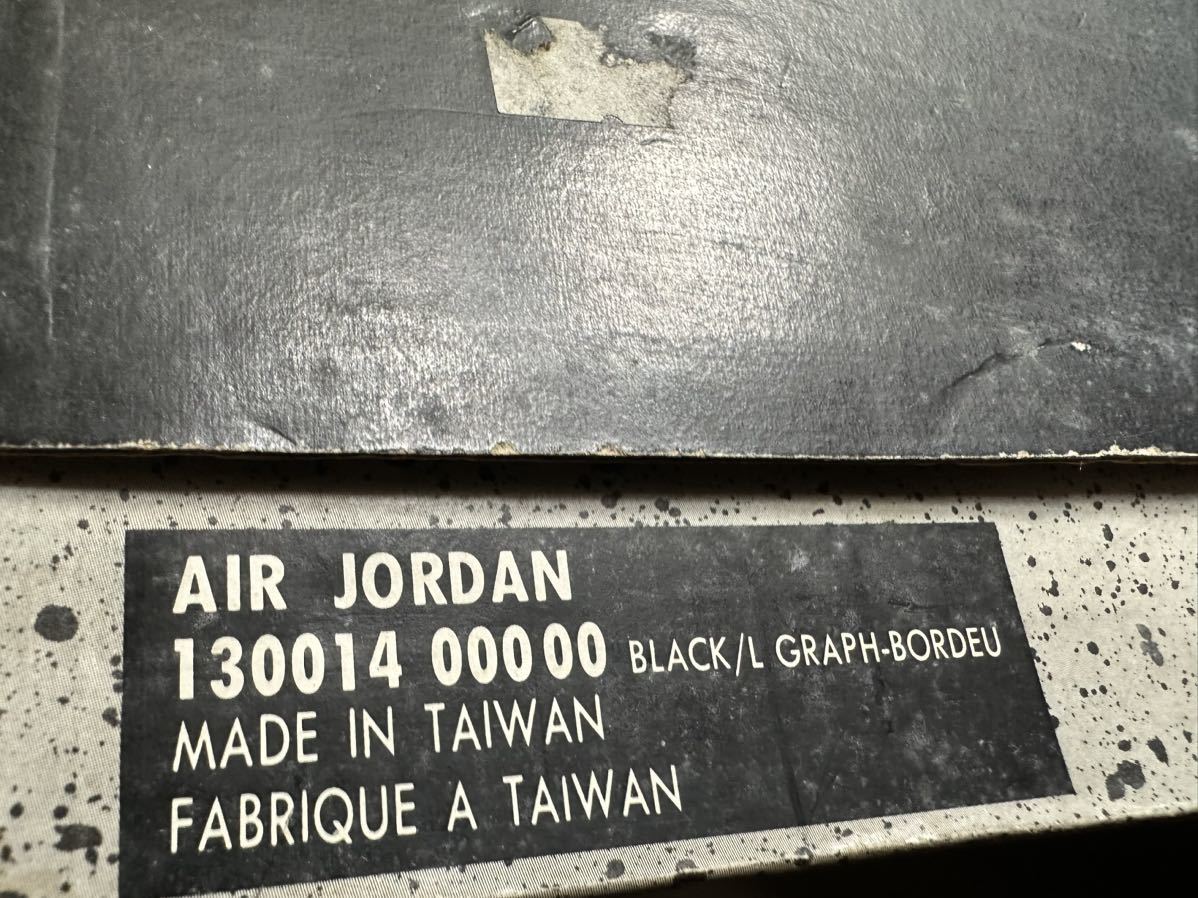 AIR JORDAN
130014 00000 BLACK/L GRAPH-BORDEU
MADE IN TAIWAN
FABRIQUE A TAIWAN